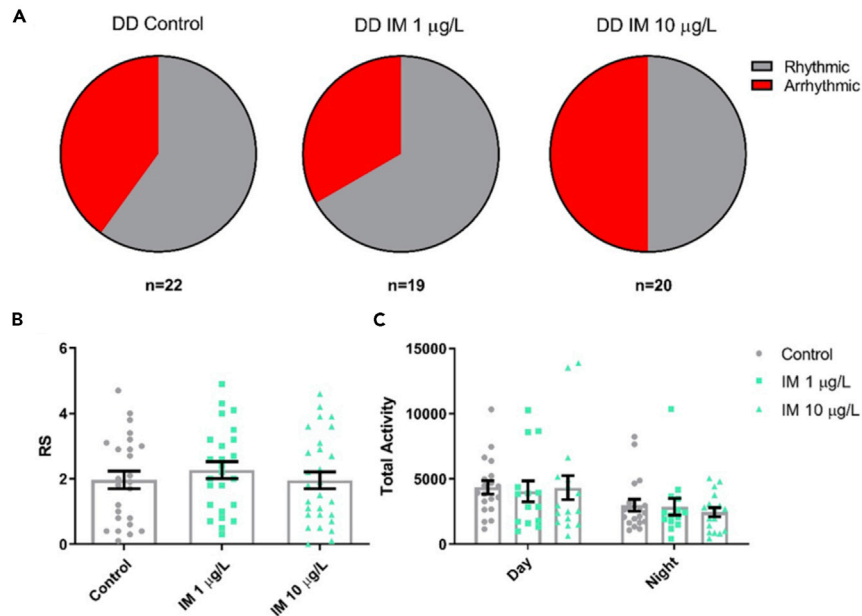 A
DD Control
DD IM 1 μg/L
DD IM 10 μg/L
Rhythmic
Arrhythmic
n=22
n=19
n=20
B
RS
6
4
2
0
Control
IM 1 μg/L
IM 10 μg/L
C
Total Activity
15000
10000
5000
0
Day
Night
Control
IM 1 μg/L
IM 10 μg/L